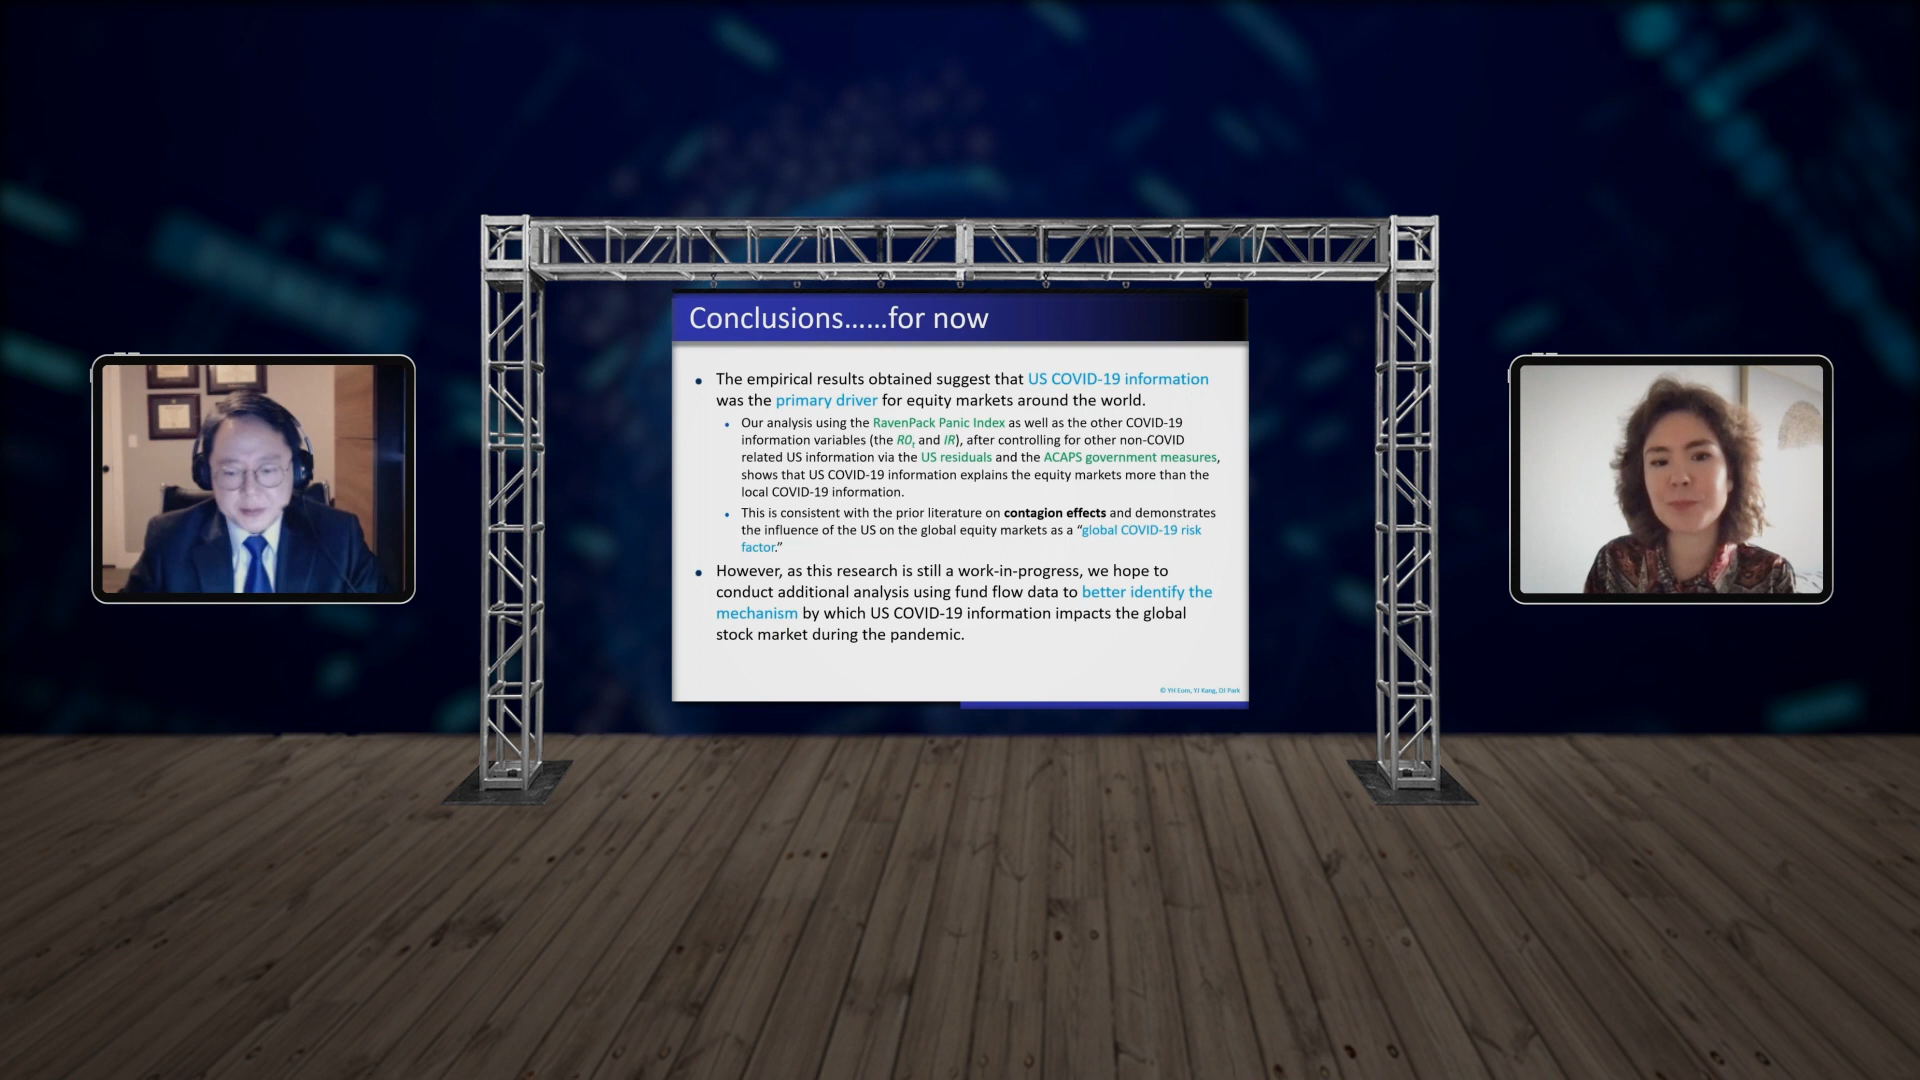 Conclusions......for now
• The empirical results obtained suggest that US COVID-19 information
was the primary driver for equity markets around the world.
• Our analysis using the RavenPack Panic Index as well as the other COVID-19
information variables (the R0t and IR), after controlling for other non-COVID
related US information via the US residuals and the ACAPS government measures,
shows that US COVID-19 information explains the equity markets more than the
local COVID-19 information.
• This is consistent with the prior literature on contagion effects and demonstrates
the influence of the US on the global equity markets as a “global COVID-19 risk
factor.”
• However, as this research is still a work-in-progress, we hope to
conduct additional analysis using fund flow data to better identify the
mechanism by which US COVID-19 information impacts the global
stock market during the pandemic.
© YH Eom, YJ Kang, DJ Park